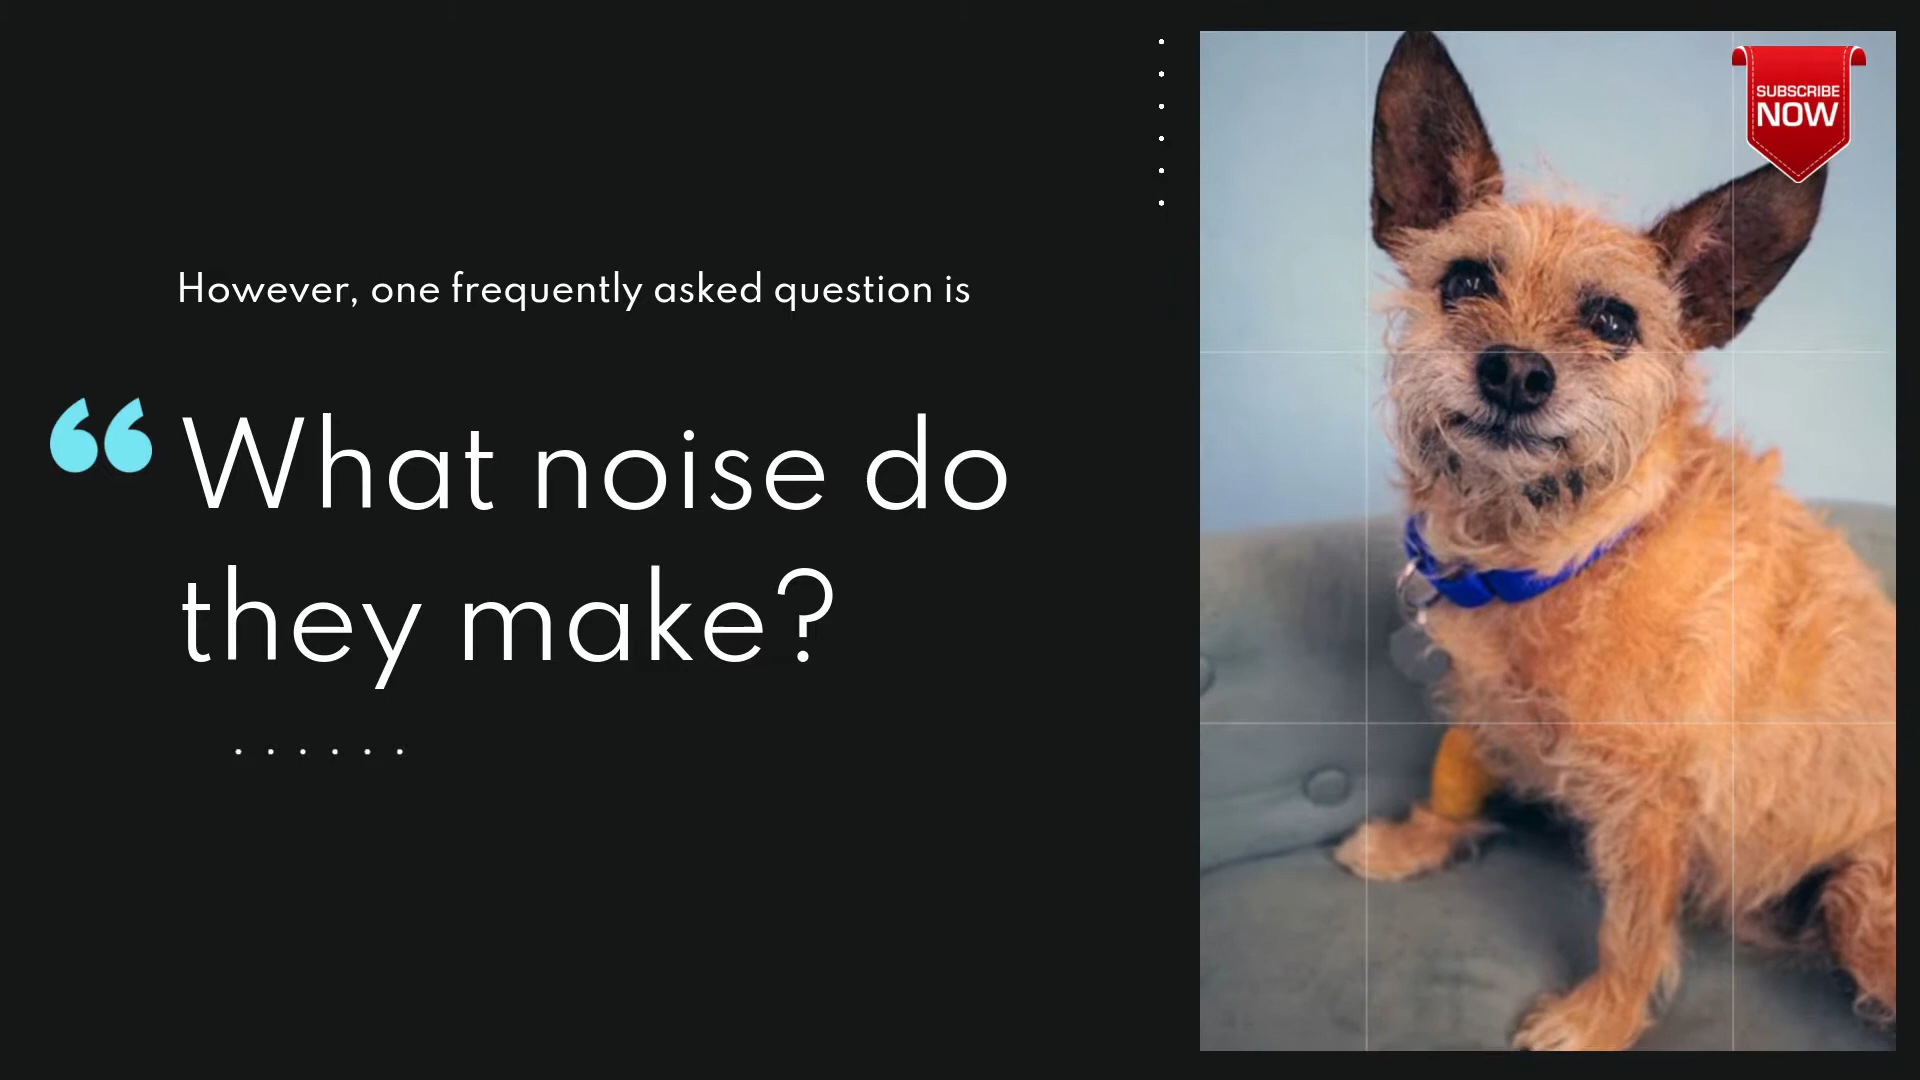 However, one frequently asked question is
“What noise do
they make?
SUBSCRIBE
NOW